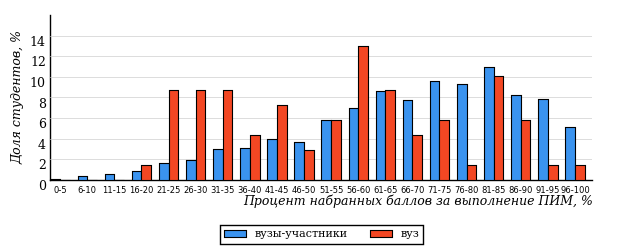 Доля студентов, %
14
12
10
8
6
4
2
0
0-5 6-10 11-15 16-20 21-25 26-30 31-35 36-40 41-45 46-50 51-55 56-60 61-65 66-70 71-75 76-80 81-85 86-90 91-95 96-100
Процент набранных баллов за выполнение ПИМ, %
вузы-участники вуз